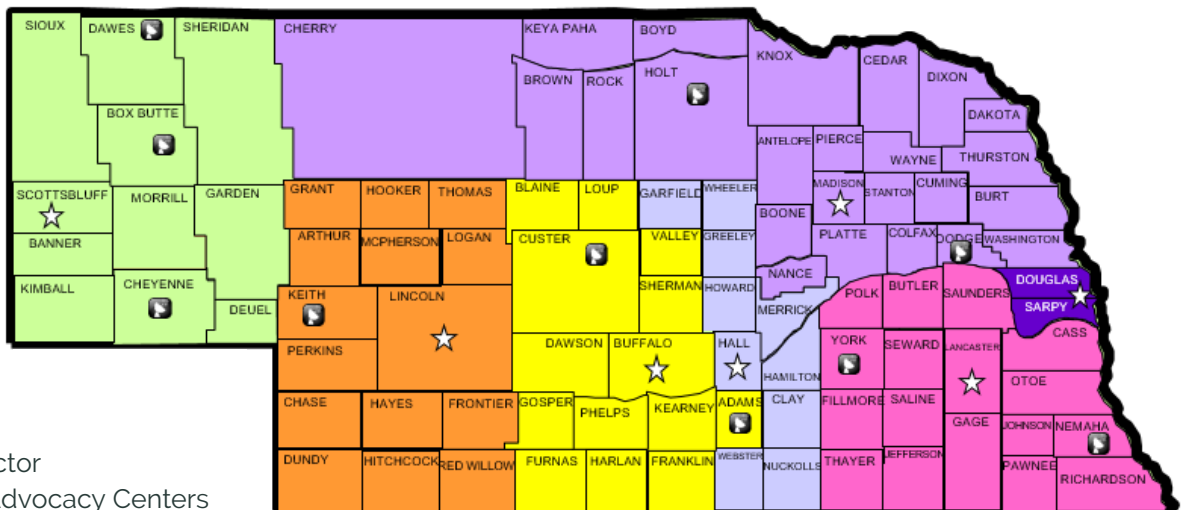 SIOUX
DAWES
SHERIDAN
CHERRY
KEYA PAHA
BOYD
KNOX
CEDAR
DIXON
DAKOTA
BROWN
ROCK
HOLT
BOX BUTTE
ANTELOPE
PIERCE
WAYNE
THURSTON
SCOTTSBLUFF
MORRILL
GARDEN
GRANT
HOOKER
THOMAS
BLAINE
LOUP
GARFIELD
WHEELER
MADISON
STANTON
CUMING
BURT
BOONE
BANNER
ARTHUR
MCPHERSON
LOGAN
CUSTER
VALLEY
GREELEY
PLATTE
COLFAX
DODGE
WASHINGTON
NANCE
KIMBALL
CHEYENNE
DEUEL
KEITH
LINCOLN
SHERMAN
HOWARD
MERRICK
POLK
BUTLER
SAUNDERS
DOUGLAS
SARPY
CASS
PERKINS
DAWSON
BUFFALO
HALL
HAMILTON
YORK
SEWARD
LANCASTER
OTOE
CHASE
HAYES
FRONTIER
GOSPER
PHELPS
KEARNEY
ADAMS
CLAY
FILLMORE
SALINE
GAGE
JOHNSON
NEMAHA
DUNDY
HITCHCOCK
RED WILLOW
FURNAS
HARLAN
FRANKLIN
WEBSTER
NUCKOLLS
THAYER
JEFFERSON
PAWNEE
RICHARDSON
ctor
dvocacy Centers